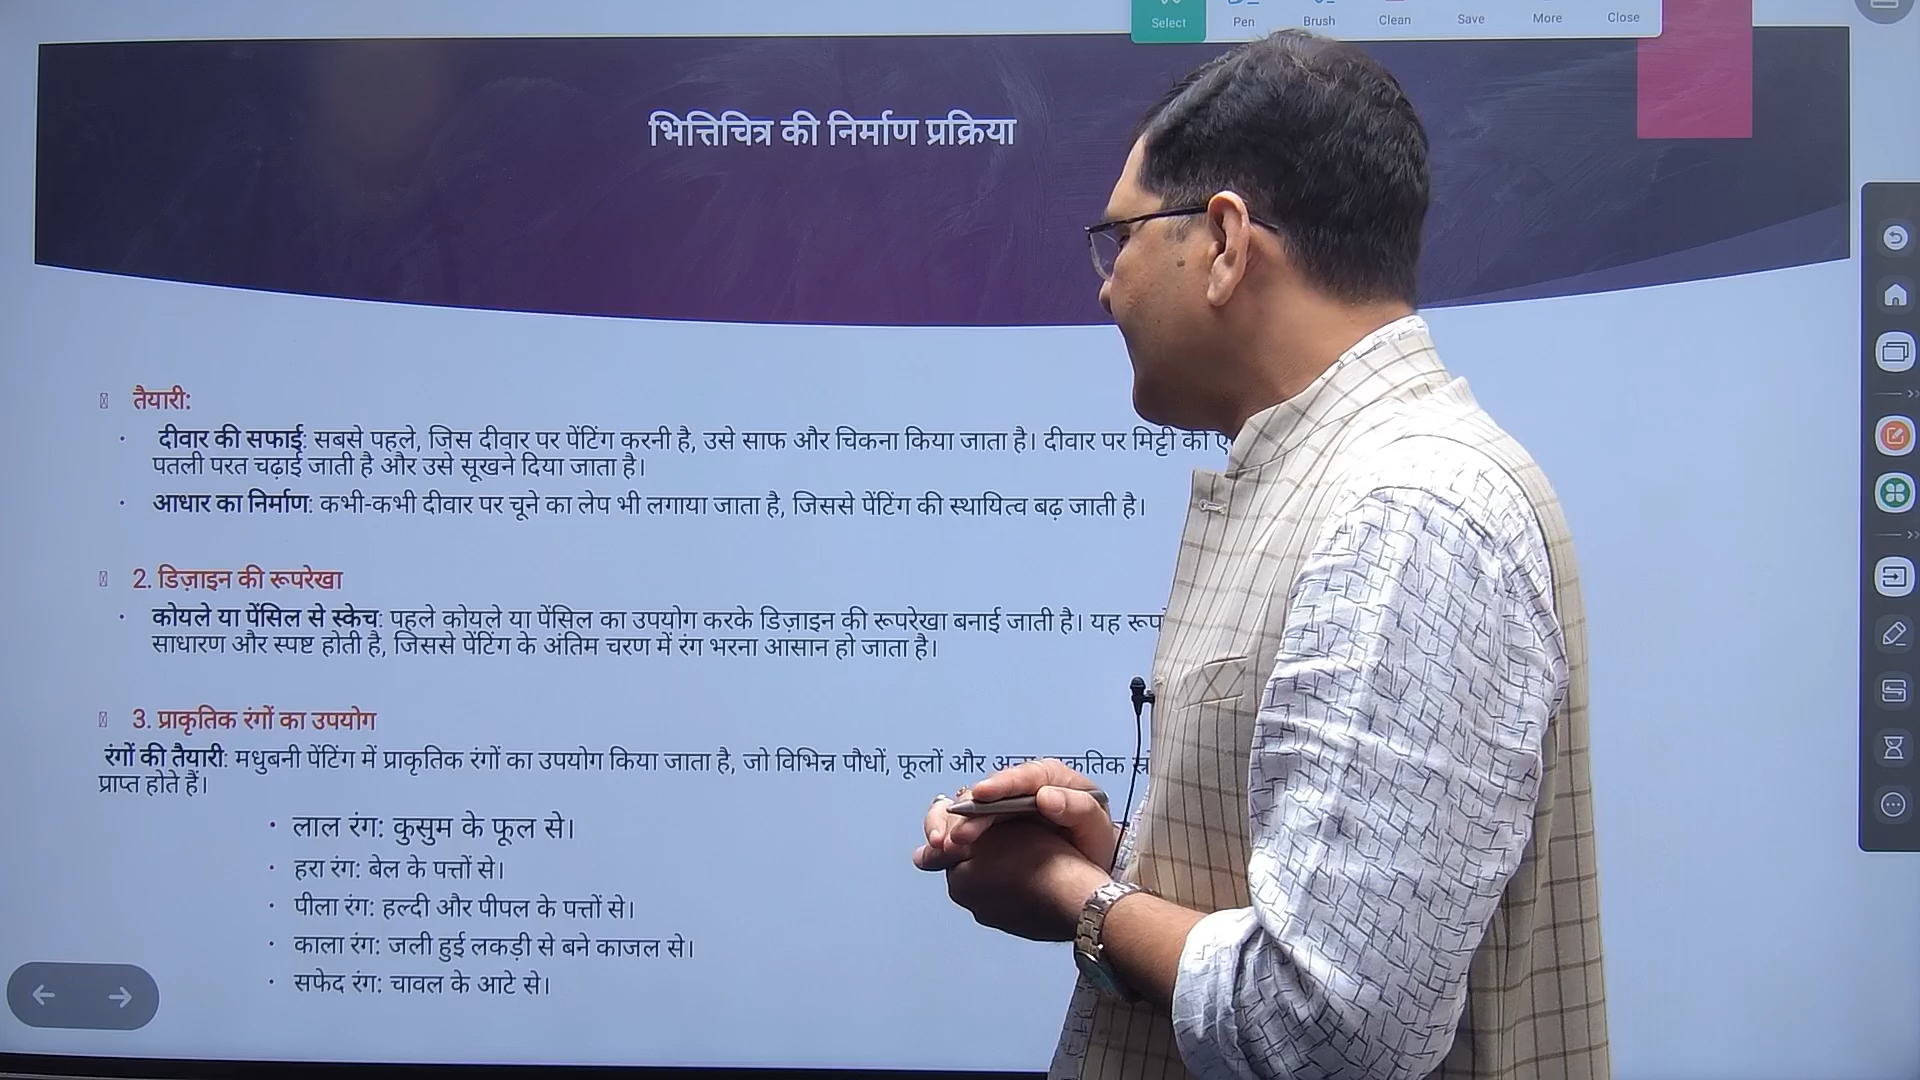 Select Pen Brush Clean Save More Close
भित्तिचित्र की निर्माण प्रक्रिया
तैयारी:
· दीवार की सफाई: सबसे पहले, जिस दीवार पर पेंटिंग करनी है, उसे साफ और चिकना किया जाता है। दीवार पर मिट्टी की
पतली परत चढ़ाई जाती है और उसे सूखने दिया जाता है।
· आधार का निर्माण: कभी-कभी दीवार पर चूने का लेप भी लगाया जाता है, जिससे पेंटिंग की स्थायित्व बढ़ जाती है।
2. डिज़ाइन की रूपरेखा
· कोयले या पेंसिल से स्केच: पहले कोयले या पेंसिल का उपयोग करके डिज़ाइन की रूपरेखा बनाई जाती है। यह
साधारण और स्पष्ट होती है, जिससे पेंटिंग के अंतिम चरण में रंग भरना आसान हो जाता है।
3. प्राकृतिक रंगों का उपयोग
रंगों की तैयारी: मधुबनी पेंटिंग में प्राकृतिक रंगों का उपयोग किया जाता है, जो विभिन्न पौधों, फूलों और
प्राप्त होते हैं।
· लाल रंग: कुसुम के फूल से।
· हरा रंग: बेल के पत्तों से।
· पीला रंग: हल्दी और पीपल के पत्तों से।
· काला रंग: जली हुई लकड़ी से बने काजल से।
· सफेद रंग: चावल के आटे से।